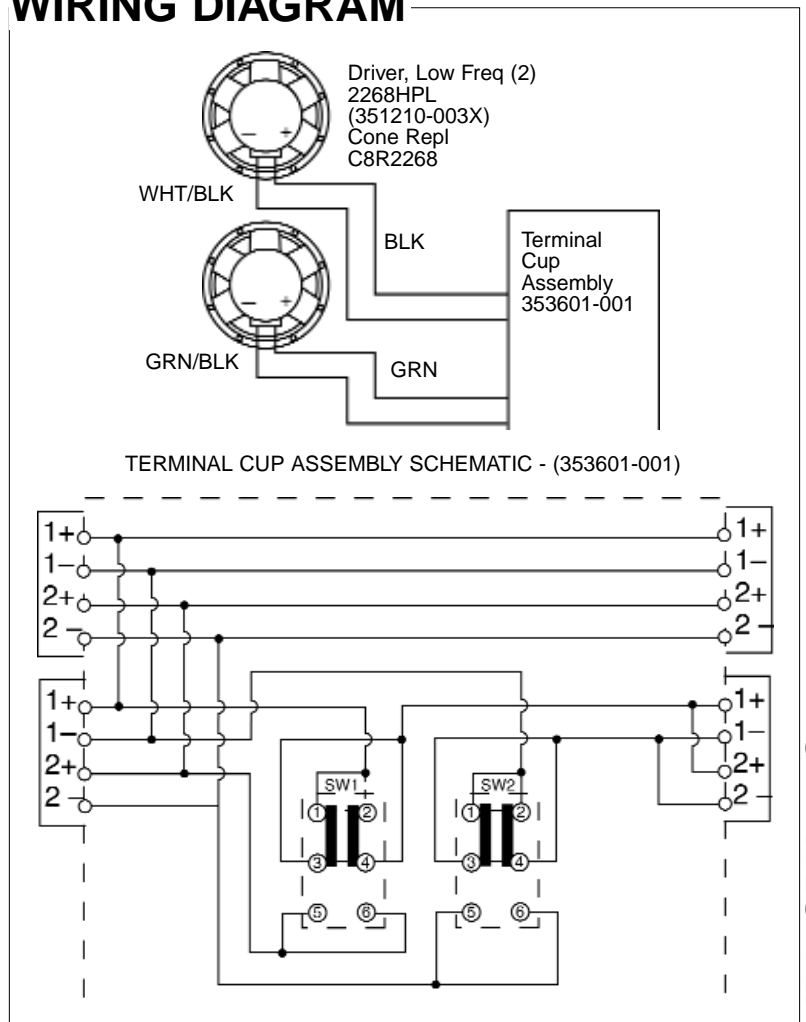 WIRING DIAGRAM
Driver, Low Freq (2)
2268HPL
(351210-003X)
Cone Repl
C8R2268
− +
WHT/BLK
BLK
Terminal
Cup
Assembly
353601-001
− +
GRN/BLK
GRN
TERMINAL CUP ASSEMBLY SCHEMATIC - (353601-001)
1+ 1+
1− 1−
2+ 2+
2 − 2 −
1+ 1+
1− 1−
2+ 2+
2 − 2 −
SW1 SW2
1 2 1 2
3 4 3 4
5 6 5 6